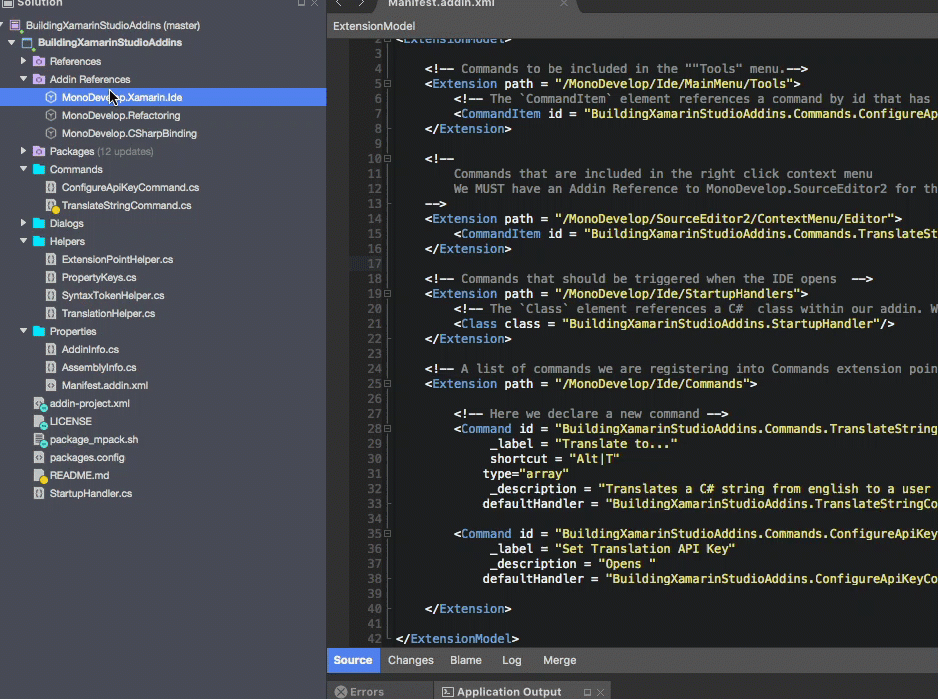 Solution
BuildingXamarinStudioAddins (master)
BuildingXamarinStudioAddins
References
Addin References
MonoDevelop.Xamarin.Ide
MonoDevelop.Refactoring
MonoDevelop.CSharpBinding
Packages (12 updates)
Commands
ConfigureApiKeyCommand.cs
TranslateStringCommand.cs
Dialogs
Helpers
ExtensionPointHelper.cs
PropertyKeys.cs
SyntaxTokenHelper.cs
TranslationHelper.cs
Properties
AddinInfo.cs
AssemblyInfo.cs
Manifest.addin.xml
addin-project.xml
LICENSE
package_mpack.sh
packages.config
README.md
StartupHandler.cs
Manifest.addin.xml
ExtensionModel
2 <ExtensionModel>
3
4 <!-- Commands to be included in the ""Tools" menu.-->
5 <Extension path = "/MonoDevelop/Ide/MainMenu/Tools">
6 <!-- The `CommandItem` element references a command by id that has
7 <CommandItem id = "BuildingXamarinStudioAddins.Commands.ConfigureAp
8 </Extension>
9
10 <!--
11 Commands that are included in the right click context menu
12 We MUST have an Addin Reference to MonoDevelop.SourceEditor2 for th
13 -->
14 <Extension path = "/MonoDevelop/SourceEditor2/ContextMenu/Editor">
15 <CommandItem id = "BuildingXamarinStudioAddins.Commands.TranslateSt
16 </Extension>
17
18 <!-- Commands that should be triggered when the IDE opens -->
19 <Extension path = "/MonoDevelop/Ide/StartupHandlers">
20 <!-- The `Class` element references a C# class within our addin. W
21 <Class class = "BuildingXamarinStudioAddins.StartupHandler"/>
22 </Extension>
23
24 <!-- A list of commands we are registering into Commands extension poin
25 <Extension path = "/MonoDevelop/Ide/Commands">
26
27 <!-- Here we declare a new command -->
28 <Command id = "BuildingXamarinStudioAddins.Commands.TranslateString
29 _label = "Translate to..."
30 shortcut = "Alt|T"
31 type="array"
32 _description = "Translates a C# string from english to a user
33 defaultHandler = "BuildingXamarinStudioAddins.TranslateStringCo
34
35 <Command id = "BuildingXamarinStudioAddins.Commands.ConfigureApiKey
36 _label = "Set Translation API Key"
37 _description = "Opens "
38 defaultHandler = "BuildingXamarinStudioAddins.ConfigureApiKeyCo
39
40 </Extension>
41
42 </ExtensionModel>
Source Changes Blame Log Merge
Errors Application Output